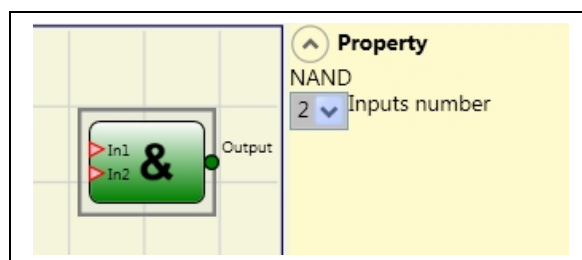 In1
In2
&
Output
Property
NAND
2 Inputs number